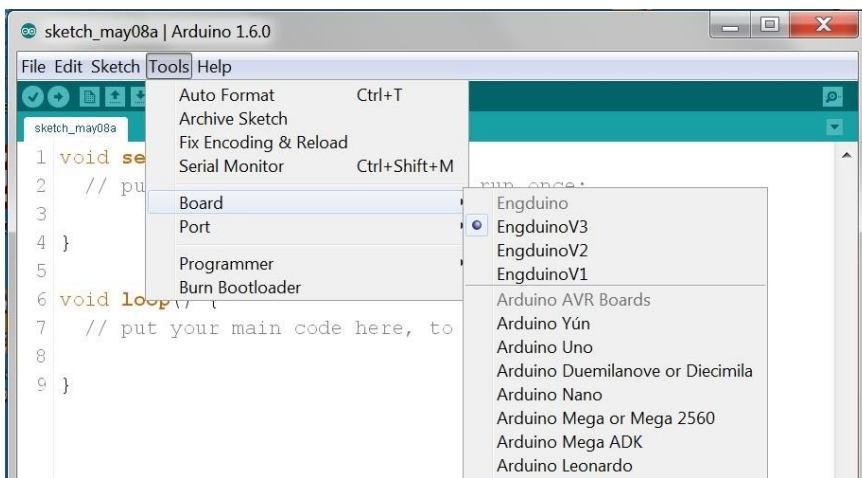 sketch_may08a | Arduino 1.6.0
File Edit Sketch Tools Help
sketch_may08a
Auto Format Ctrl+T
Archive Sketch
Fix Encoding & Reload
Serial Monitor Ctrl+Shift+M
Board
Port
Programmer
Burn Bootloader
Engduino
EngduinoV3
EngduinoV2
EngduinoV1
Arduino AVR Boards
Arduino Yún
Arduino Uno
Arduino Duemilanove or Diecimila
Arduino Nano
Arduino Mega or Mega 2560
Arduino Mega ADK
Arduino Leonardo
1 void se
2 // pu run once:
3
4 }
5
6 void loop() {
7 // put your main code here, to
8
9 }